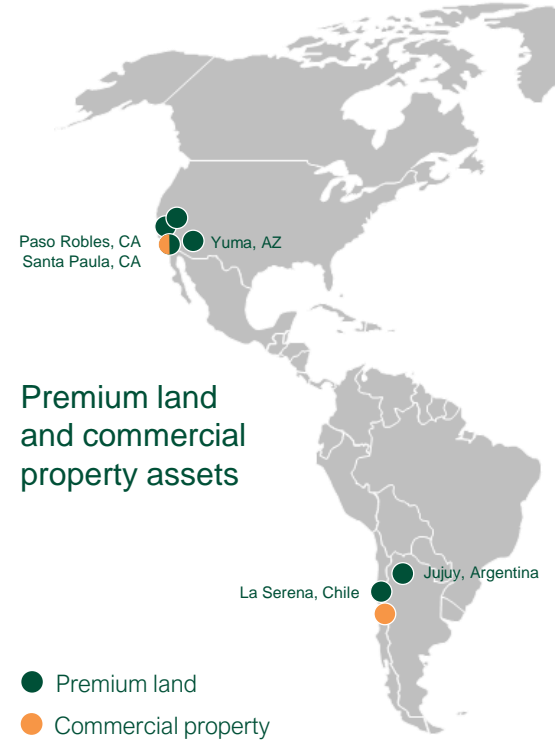 Paso Robles, CA
Santa Paula, CA
Yuma, AZ
Premium land
and commercial
property assets
Jujuy, Argentina
La Serena, Chile
Premium land
Commercial property